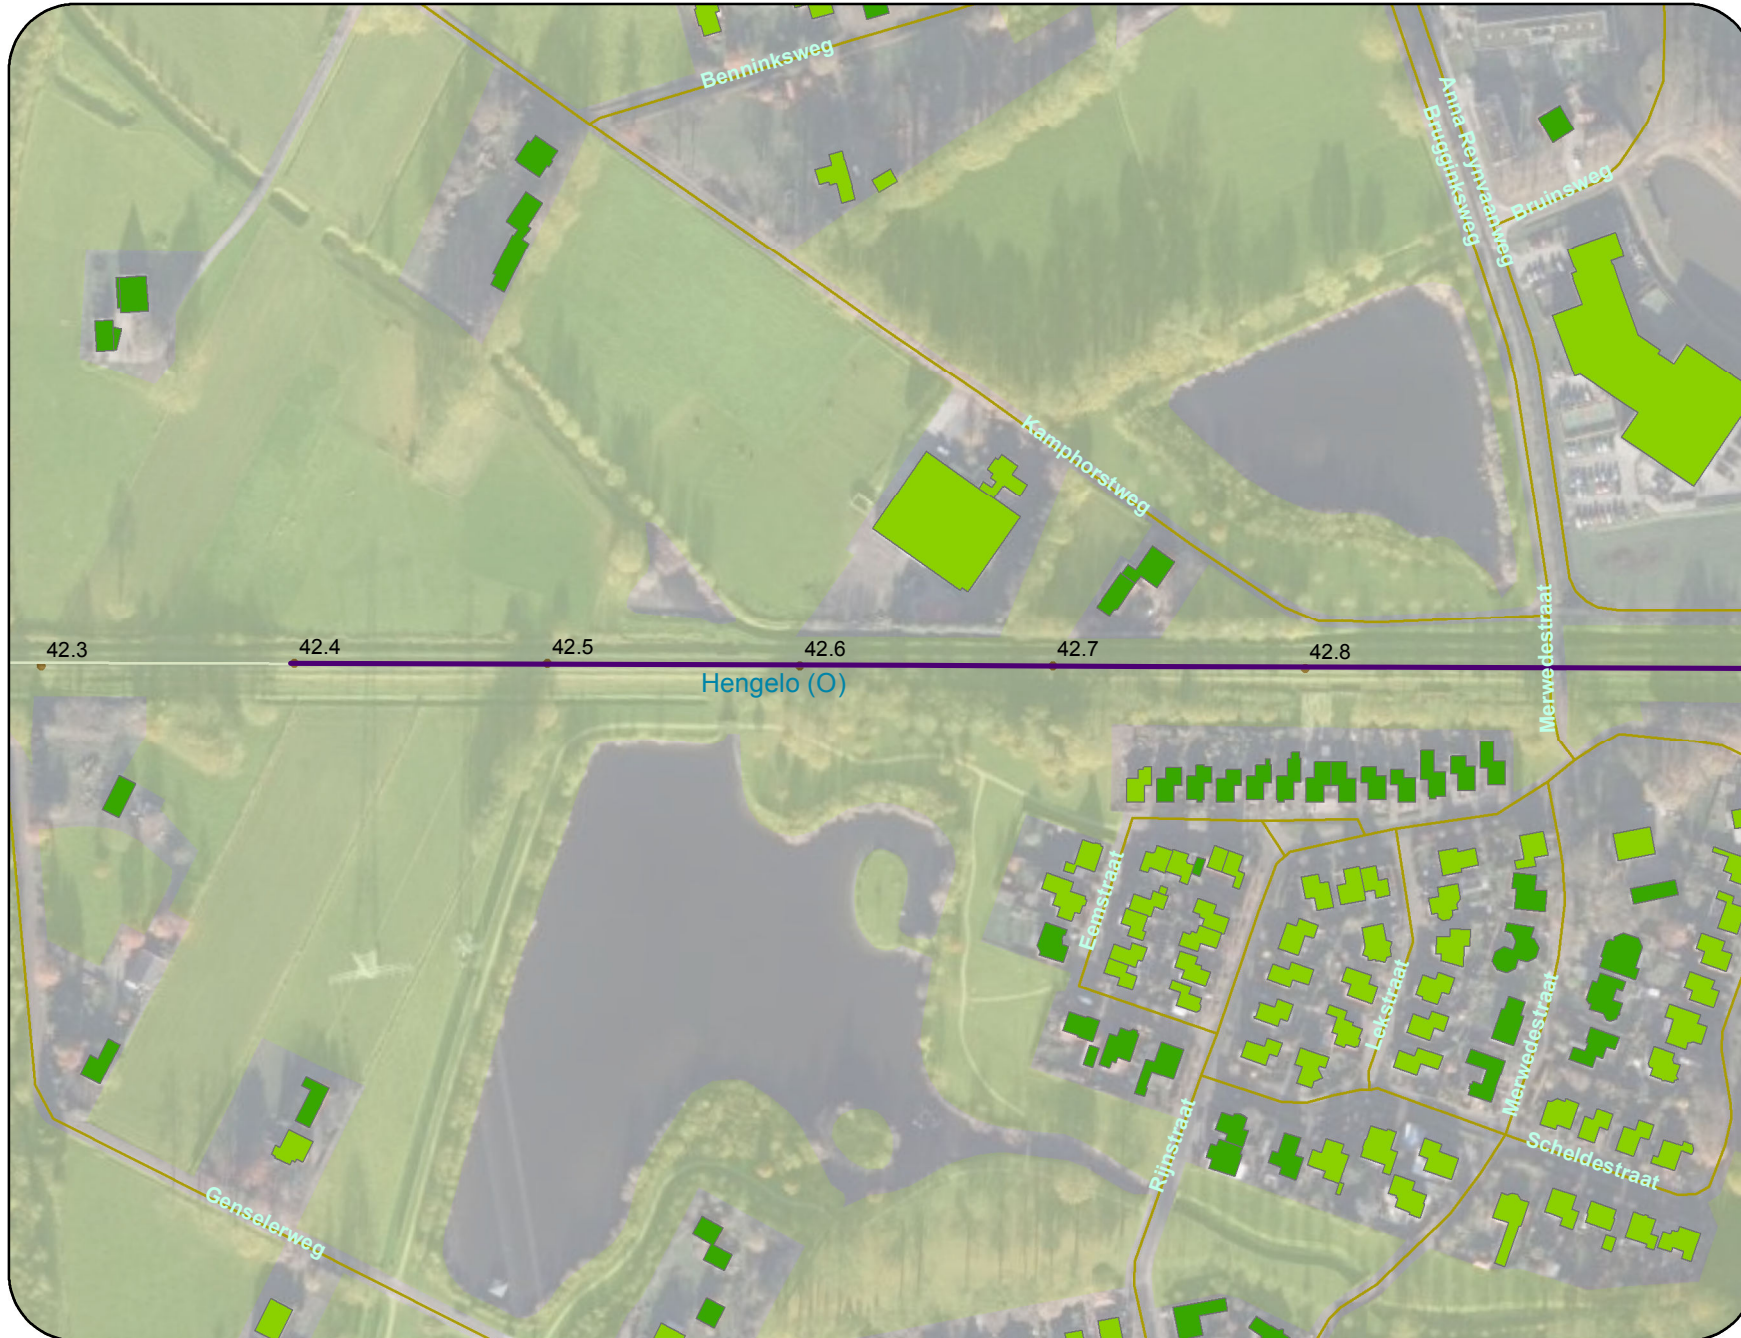 Benninksweg
Anna Reynvaanweg
Brugginksweg
Bruinsweg
Kamphorstweg
Merwedestraat
42.3
42.4
42.5
42.6
42.7
42.8
Hengelo (O)
Eemstraat
Lekstraat
Merwedestraat
Rijnstraat
Scheldestraat
Genselerweg